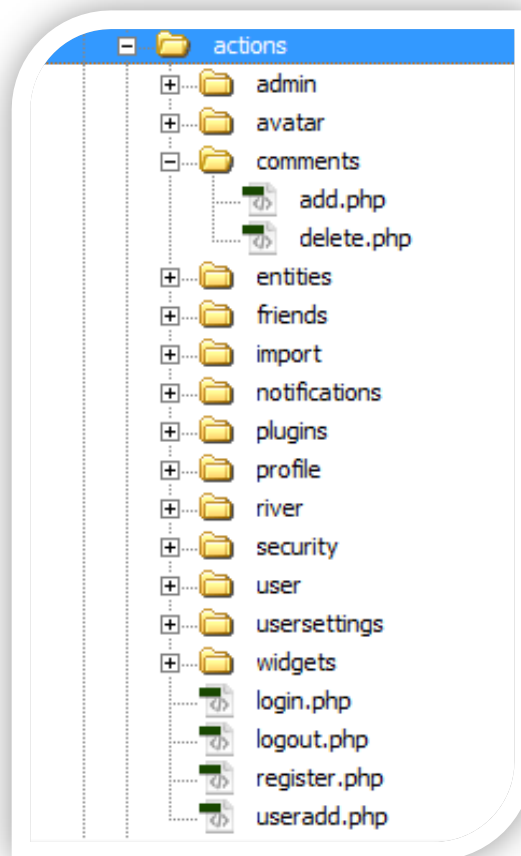 actions
admin
avatar
comments
add.php
delete.php
entities
friends
import
notifications
plugins
profile
river
security
user
usersettings
widgets
login.php
logout.php
register.php
useradd.php